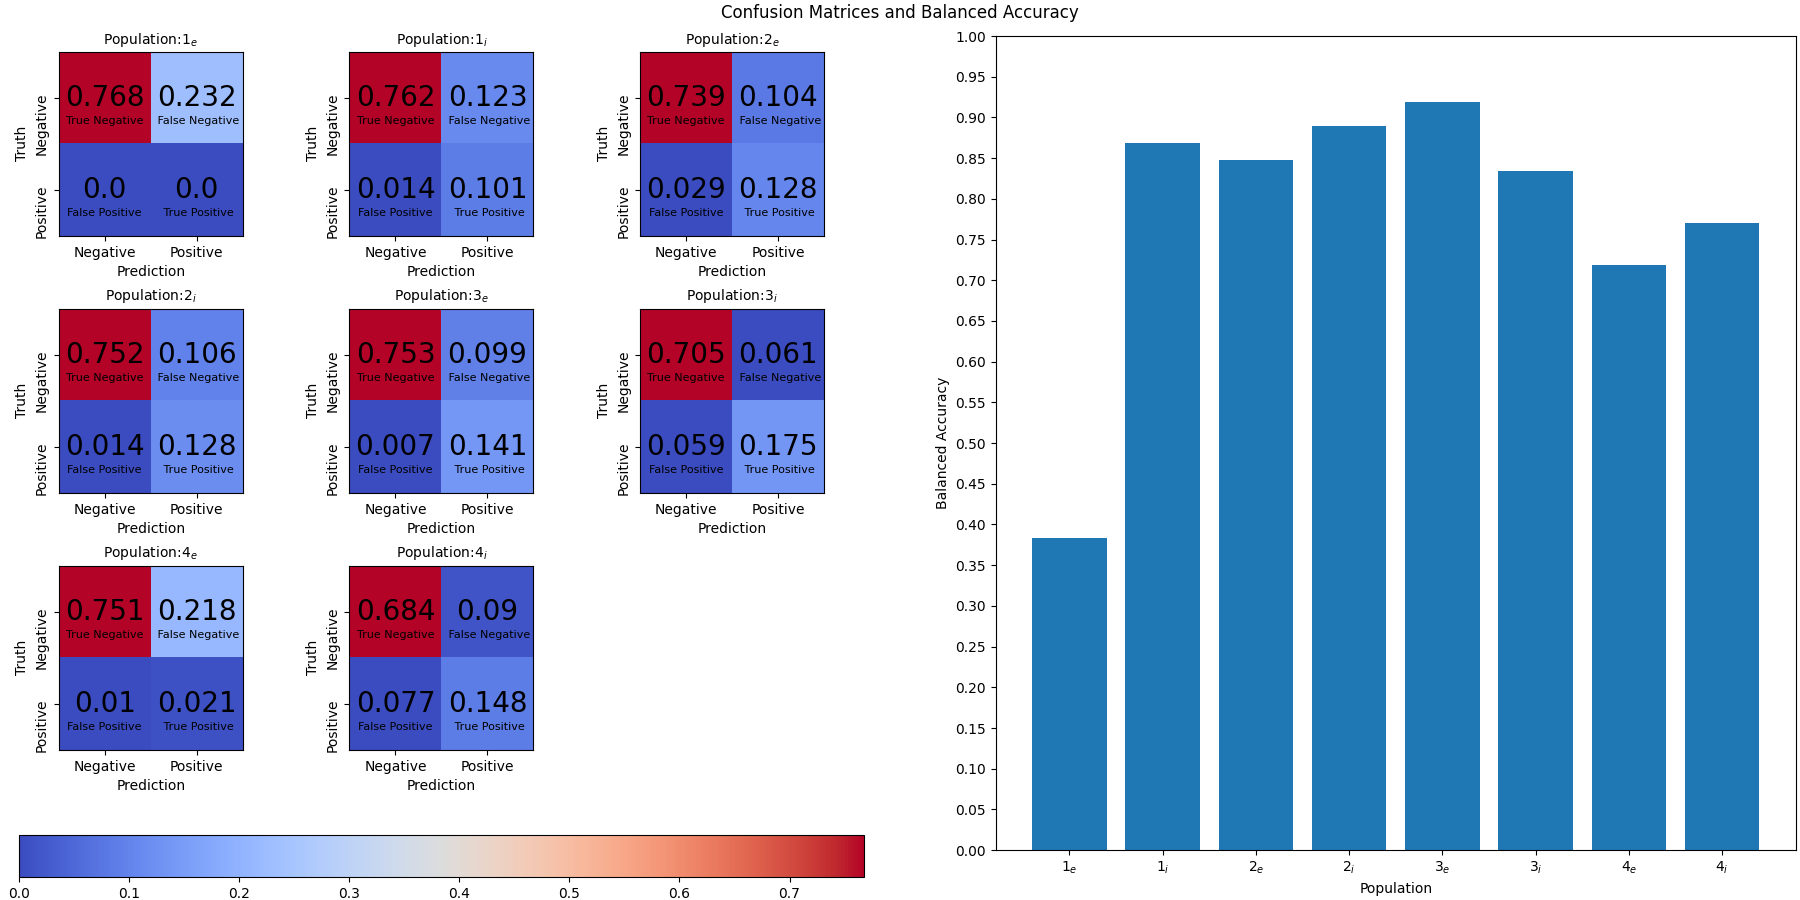 Confusion Matrices and Balanced Accuracy
Population:1e
0.768 0.232
True Negative False Negative
0.0 0.0
False Positive True Positive
Truth
Negative
Positive
Negative Positive
Prediction
Population:1i
0.762 0.123
True Negative False Negative
0.014 0.101
False Positive True Positive
Truth
Negative
Positive
Negative Positive
Prediction
Population:2e
0.739 0.104
True Negative False Negative
0.029 0.128
False Positive True Positive
Truth
Negative
Positive
Negative Positive
Prediction
Population:2i
0.752 0.106
True Negative False Negative
0.014 0.128
False Positive True Positive
Truth
Negative
Positive
Negative Positive
Prediction
Population:3e
0.753 0.099
True Negative False Negative
0.007 0.141
False Positive True Positive
Truth
Negative
Positive
Negative Positive
Prediction
Population:3i
0.705 0.061
True Negative False Negative
0.059 0.175
False Positive True Positive
Truth
Negative
Positive
Negative Positive
Prediction
Population:4e
0.751 0.218
True Negative False Negative
0.01 0.021
False Positive True Positive
Truth
Negative
Positive
Negative Positive
Prediction
Population:4i
0.684 0.09
True Negative False Negative
0.077 0.148
False Positive True Positive
Truth
Negative
Positive
Negative Positive
Prediction
0.0 0.1 0.2 0.3 0.4 0.5 0.6 0.7
Balanced Accuracy
1.00
0.95
0.90
0.85
0.80
0.75
0.70
0.65
0.60
0.55
0.50
0.45
0.40
0.35
0.30
0.25
0.20
0.15
0.10
0.05
0.00
1e 1i 2e 2i 3e 3i 4e 4i
Population